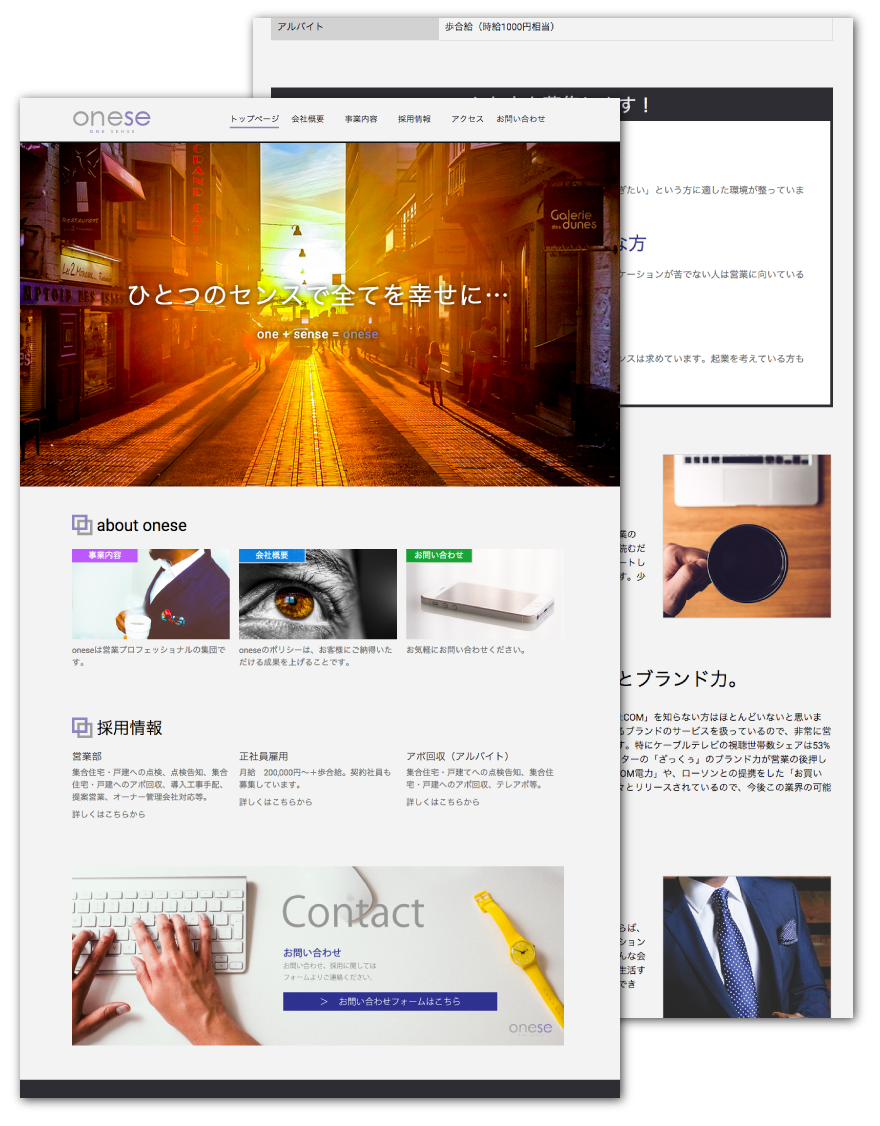 アルバイト
歩合給（時給1000円相当）
す！
ぎたい」という方に適した環境が整っていま
な方
ケーションが苦でない人は営業に向いている
ンスは求めています。起業を考えている方も
業の
読むだ
ートし
す。少
とブランド力。
:COM」を知らない方はほとんどいないと思いま
るブランドのサービスを扱っているので、非常に営
す。特にケーブルテレビの視聴世帯数シェアは53%
ターの「ざっくぅ」のブランド力が営業の後押し
OM電力」や、ローソンとの提携をした「お買い
々とリリースされているので、今後この業界の可能
らば、
ション
んな会
生活す
でき
onese
ONE SENSE
トップページ 会社概要 事業内容 採用情報 アクセス お問い合わせ
GRAND CAFE
Galerie
des dunes
RESTAURANT
ひとつのセンスで全てを幸せに…
one + sense = onese
about onese
事業内容
oneseは営業プロフェッショナルの集団で
す。
会社概要
oneseのポリシーは、お客様にご納得いた
だける成果を上げることです。
お問い合わせ
お気軽にお問い合わせください。
採用情報
営業部
集合住宅・戸建への点検、点検告知、集合
住宅・戸建へのアポ回収、導入工事手配、
提案営業、オーナー管理会社対応等。
詳しくはこちらから
正社員雇用
月給　200,000円〜＋歩合給。契約社員も
募集しています。
詳しくはこちらから
アポ回収（アルバイト）
集合住宅・戸建てへの点検告知、集合住
宅・戸建へのアポ回収、テレアポ等。
詳しくはこちらから
Contact
お問い合わせ
お問い合わせ、採用に関しては
フォームよりご連絡ください。
＞　お問い合わせフォームはこちら
onese